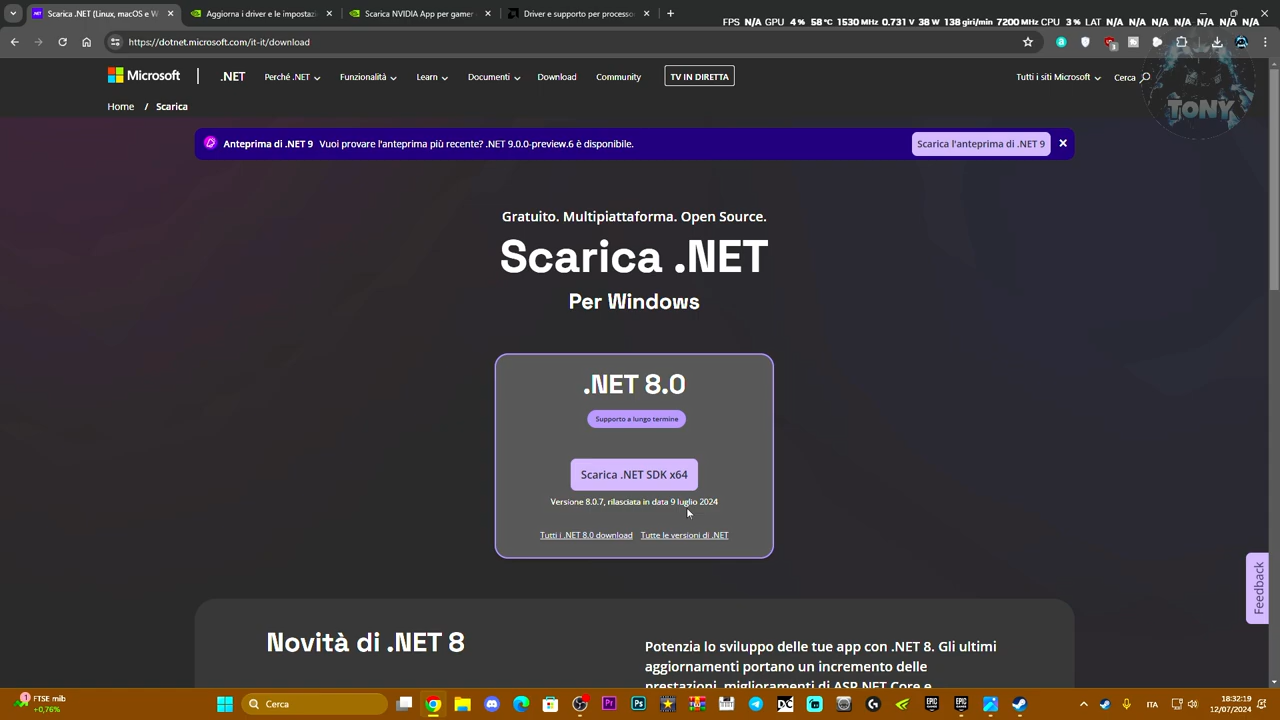 Scarica .NET (Linux, macOS e W
Aggiorna i driver e le impostazi
Scarica NVIDIA App per gamer
Driver e supporto per processo
FPS N/A GPU 4 % 58 °C 1530 MHz 0.731 V 38 W 138 giri/min 7200 MHz CPU 3 % LAT N/A N/A N/A N/A N/A N/A N/A
https://dotnet.microsoft.com/it-it/download
Microsoft
.NET
Perché .NET
Funzionalità
Learn
Documenti
Download
Community
TV IN DIRETTA
Tutti i siti Microsoft
Cerca
TONY
Home / Scarica
Anteprima di .NET 9 Vuoi provare l'anteprima più recente? .NET 9.0.0-preview.6 è disponibile.
Scarica l'anteprima di .NET 9
Gratuito. Multipiattaforma. Open Source.
Scarica .NET
Per Windows
.NET 8.0
Supporto a lungo termine
Scarica .NET SDK x64
Versione 8.0.7, rilasciata in data 9 luglio 2024
Tutti i .NET 8.0 download
Tutte le versioni di .NET
Feedback
Novità di .NET 8
Potenzia lo sviluppo delle tue app con .NET 8. Gli ultimi
aggiornamenti portano un incremento delle
prestazioni, miglioramenti di ASP.NET Core e
FTSE mib
+0,76%
Cerca
ITA
18:32:19
12/07/2024